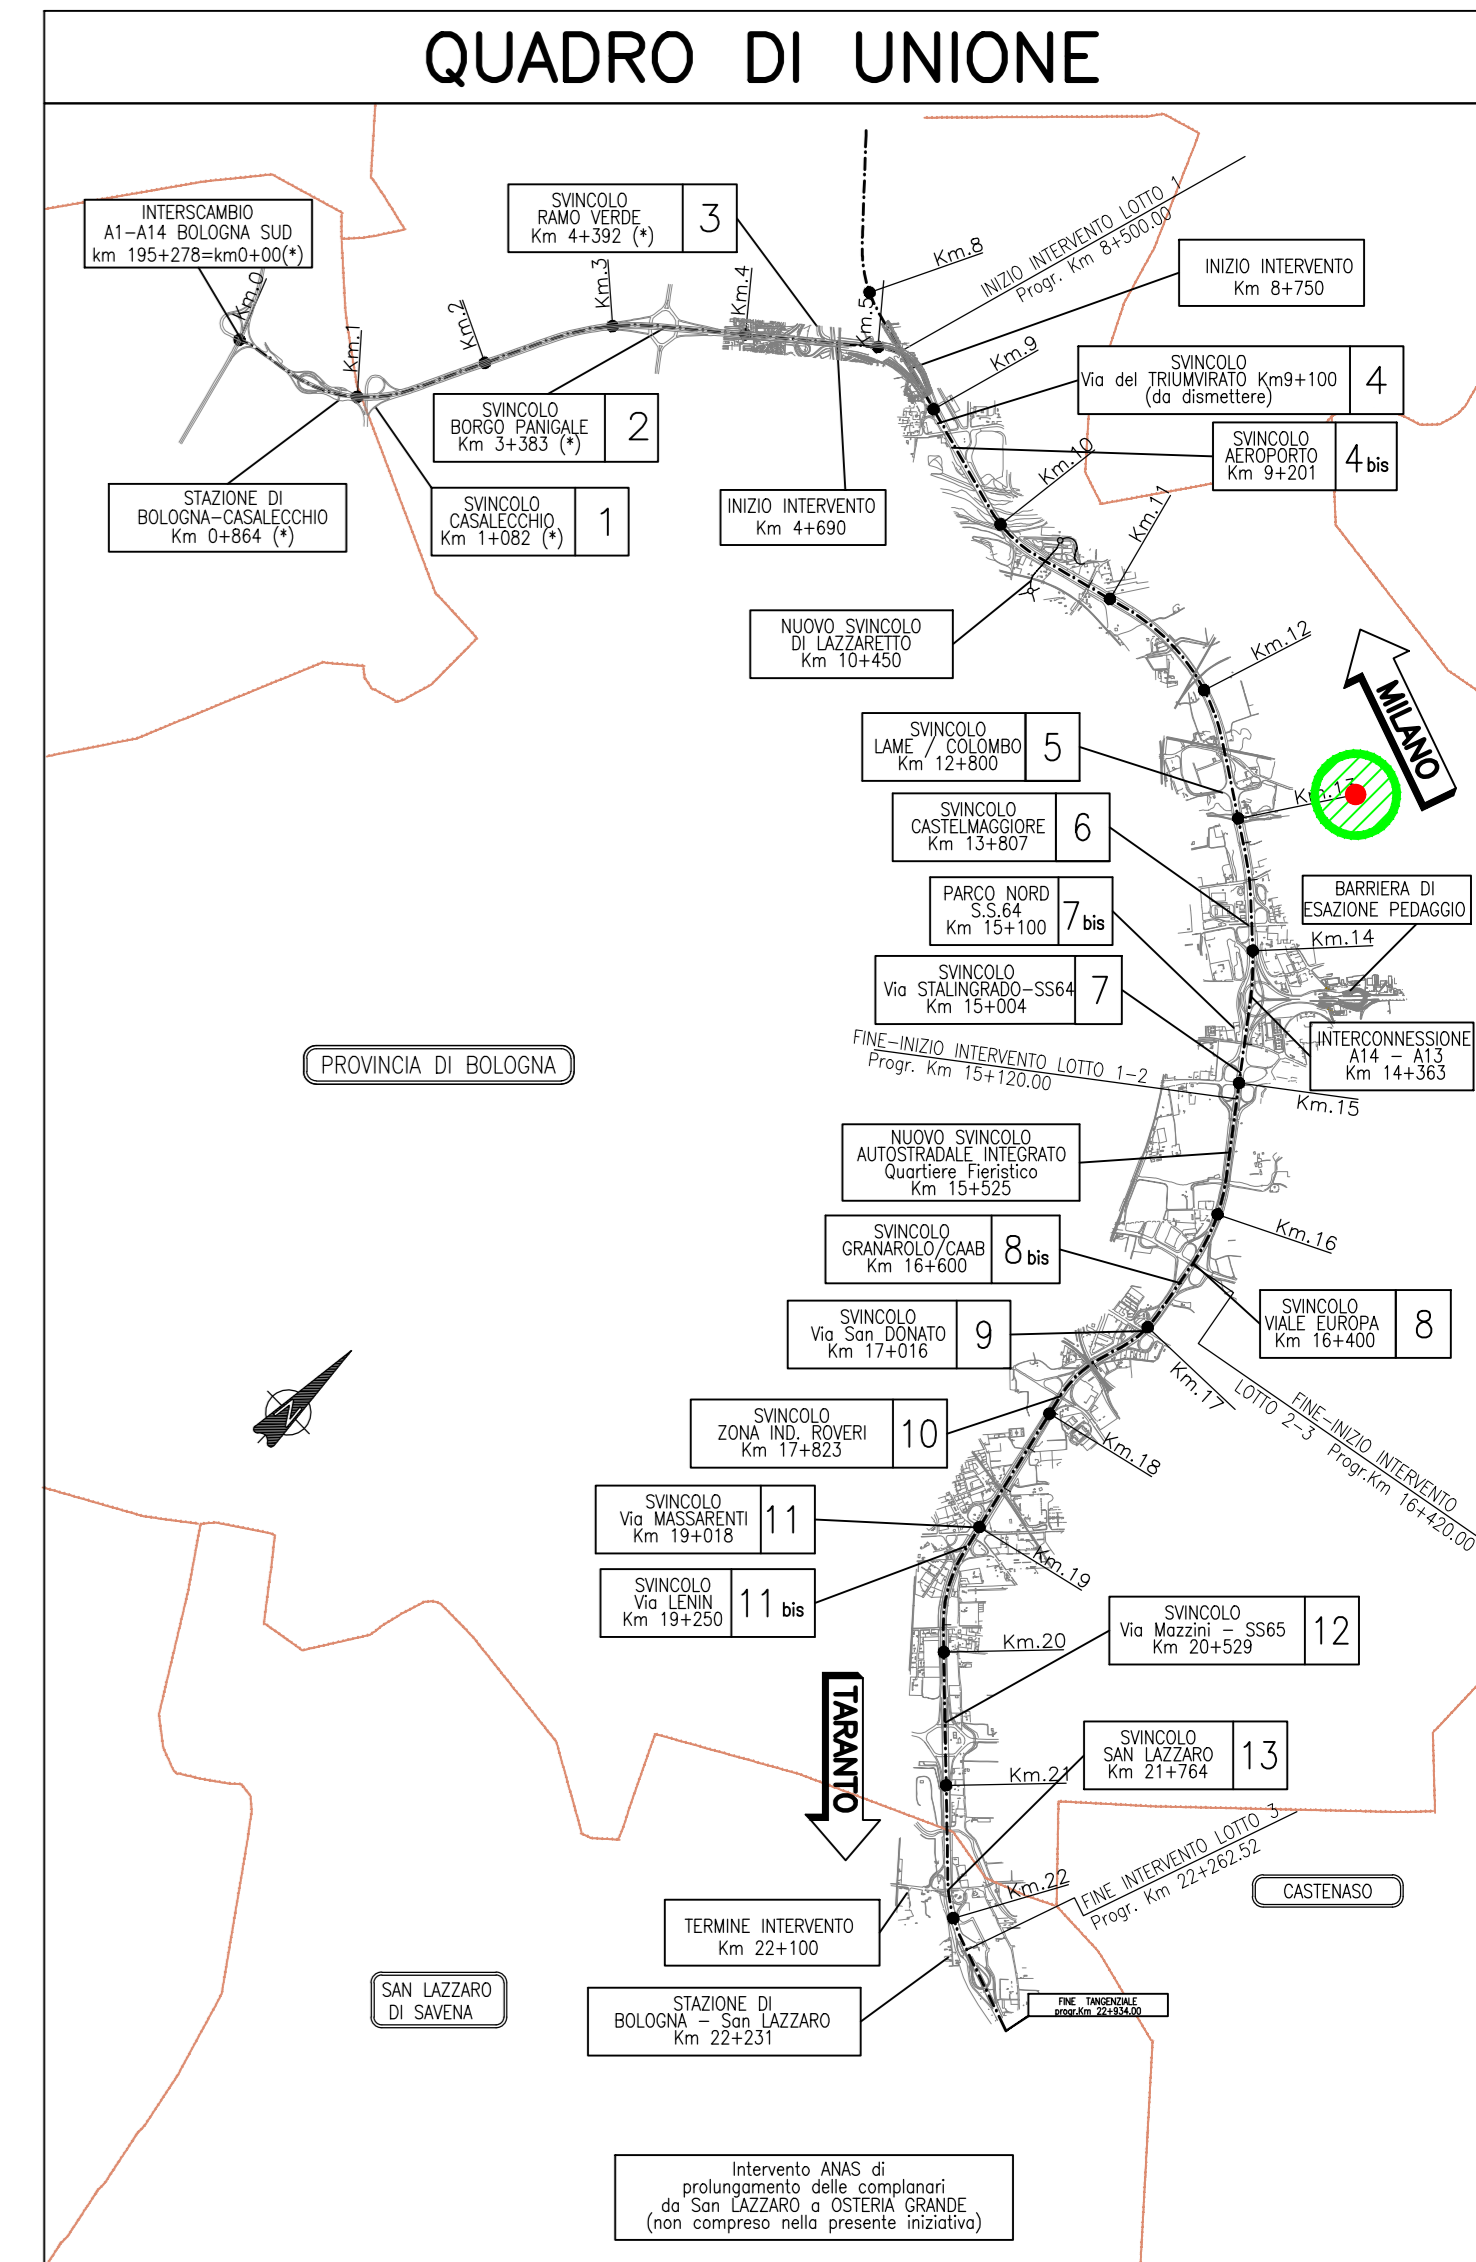 QUADRO DI UNIONE
INTERSCAMBIO
A1-A14 BOLOGNA SUD
km 195+278=km0+00(*)
SVINCOLO
RAMO VERDE
Km 4+392 (*)
3
Km.0
Km.1
Km.2
Km.3
Km.4
Km.5
Km.8
INIZIO INTERVENTO LOTTO 1
Progr. Km 8+500.00
INIZIO INTERVENTO
Km 8+750
Km.9
SVINCOLO
Via del TRIUMVIRATO Km9+100
(da dismettere)
4
SVINCOLO
BORGO PANIGALE
Km 3+383 (*)
2
SVINCOLO
AEROPORTO
Km 9+201
4 bis
Km.10
STAZIONE DI
BOLOGNA-CASALECCHIO
Km 0+864 (*)
SVINCOLO
CASALECCHIO
Km 1+082 (*)
1
INIZIO INTERVENTO
Km 4+690
Km.11
NUOVO SVINCOLO
DI LAZZARETTO
Km 10+450
Km.12
MILANO
SVINCOLO
LAME / COLOMBO
Km 12+800
5
Km.13
SVINCOLO
CASTELMAGGIORE
Km 13+807
6
PARCO NORD
S.S.64
Km 15+100
7 bis
BARRIERA DI
ESAZIONE PEDAGGIO
Km.14
SVINCOLO
Via STALINGRADO-SS64
Km 15+004
7
FINE-INIZIO INTERVENTO LOTTO 1-2
Progr. Km 15+120.00
INTERCONNESSIONE
A14 - A13
Km 14+363
PROVINCIA DI BOLOGNA
Km.15
NUOVO SVINCOLO
AUTOSTRADALE INTEGRATO
Quartiere Fieristico
Km 15+525
Km.16
SVINCOLO
GRANAROLO/CAAB
Km 16+600
8 bis
SVINCOLO
VIALE EUROPA
Km 16+400
8
SVINCOLO
Via San DONATO
Km 17+016
9
Km.17
FINE-INIZIO INTERVENTO
LOTTO 2-3 Progr.Km 16+420.00
SVINCOLO
ZONA IND. ROVERI
Km 17+823
10
Km.18
SVINCOLO
Via MASSARENTI
Km 19+018
11
Km.19
SVINCOLO
Via LENIN
Km 19+250
11 bis
SVINCOLO
Via Mazzini - SS65
Km 20+529
12
Km.20
TARANTO
SVINCOLO
SAN LAZZARO
Km 21+764
13
Km.21
FINE INTERVENTO LOTTO 3
Progr. Km 22+262.52
Km.22
CASTENASO
TERMINE INTERVENTO
Km 22+100
SAN LAZZARO
DI SAVENA
STAZIONE DI
BOLOGNA - San LAZZARO
Km 22+231
FINE TANGENZIALE
progr.Km 22+934.00
Intervento ANAS di
prolungamento delle complanari
da San LAZZARO a OSTERIA GRANDE
(non compreso nella presente iniziativa)